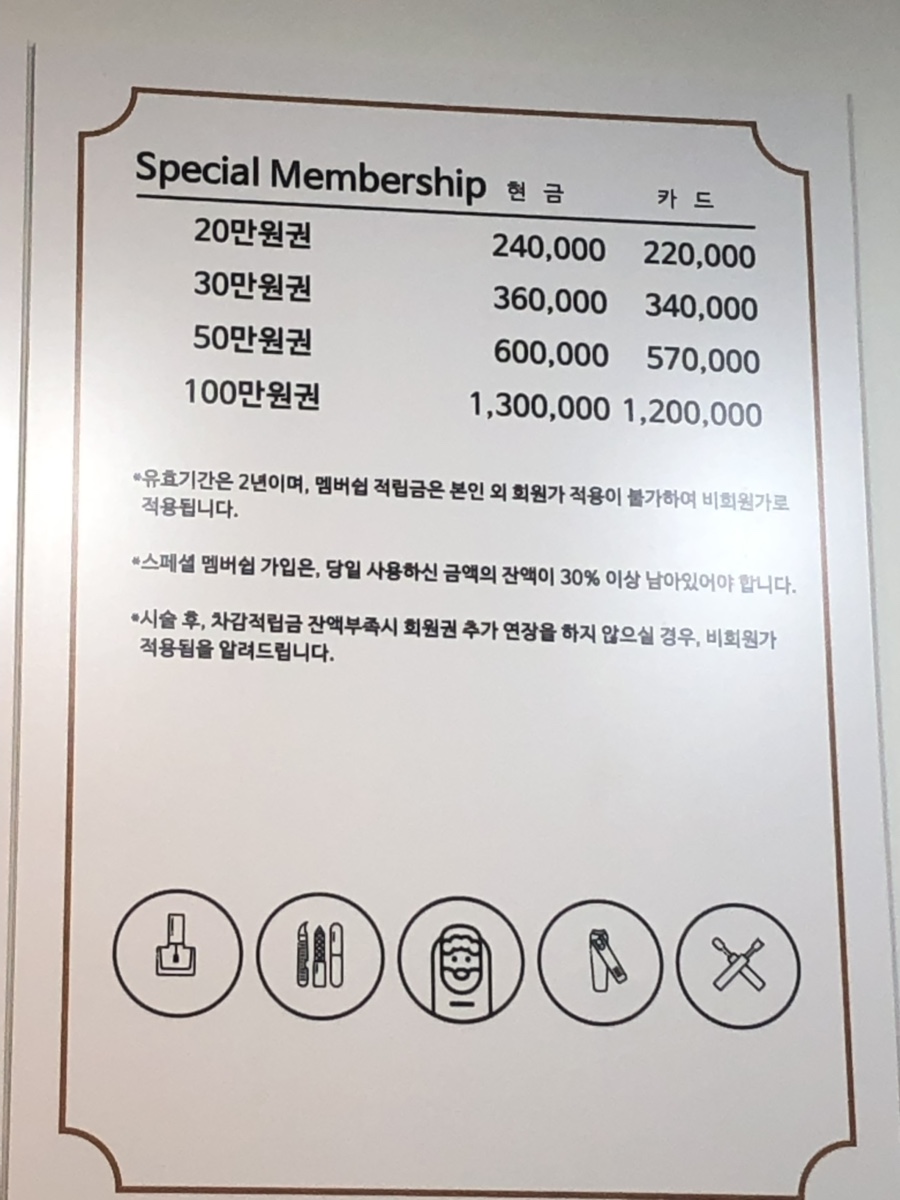 Special Membership 현 금 카 드
20만원권 240,000 220,000
30만원권 360,000 340,000
50만원권 600,000 570,000
100만원권 1,300,000 1,200,000
*유효기간은 2년이며, 멤버쉽 적립금은 본인 외 회원가 적용이 불가하여 비회원가로
적용됩니다.
*스페셜 멤버쉽 가입은, 당일 사용하신 금액의 잔액이 30% 이상 남아있어야 합니다.
*시술 후, 차감적립금 잔액부족시 회원권 추가 연장을 하지 않으실 경우, 비회원가
적용됨을 알려드립니다.